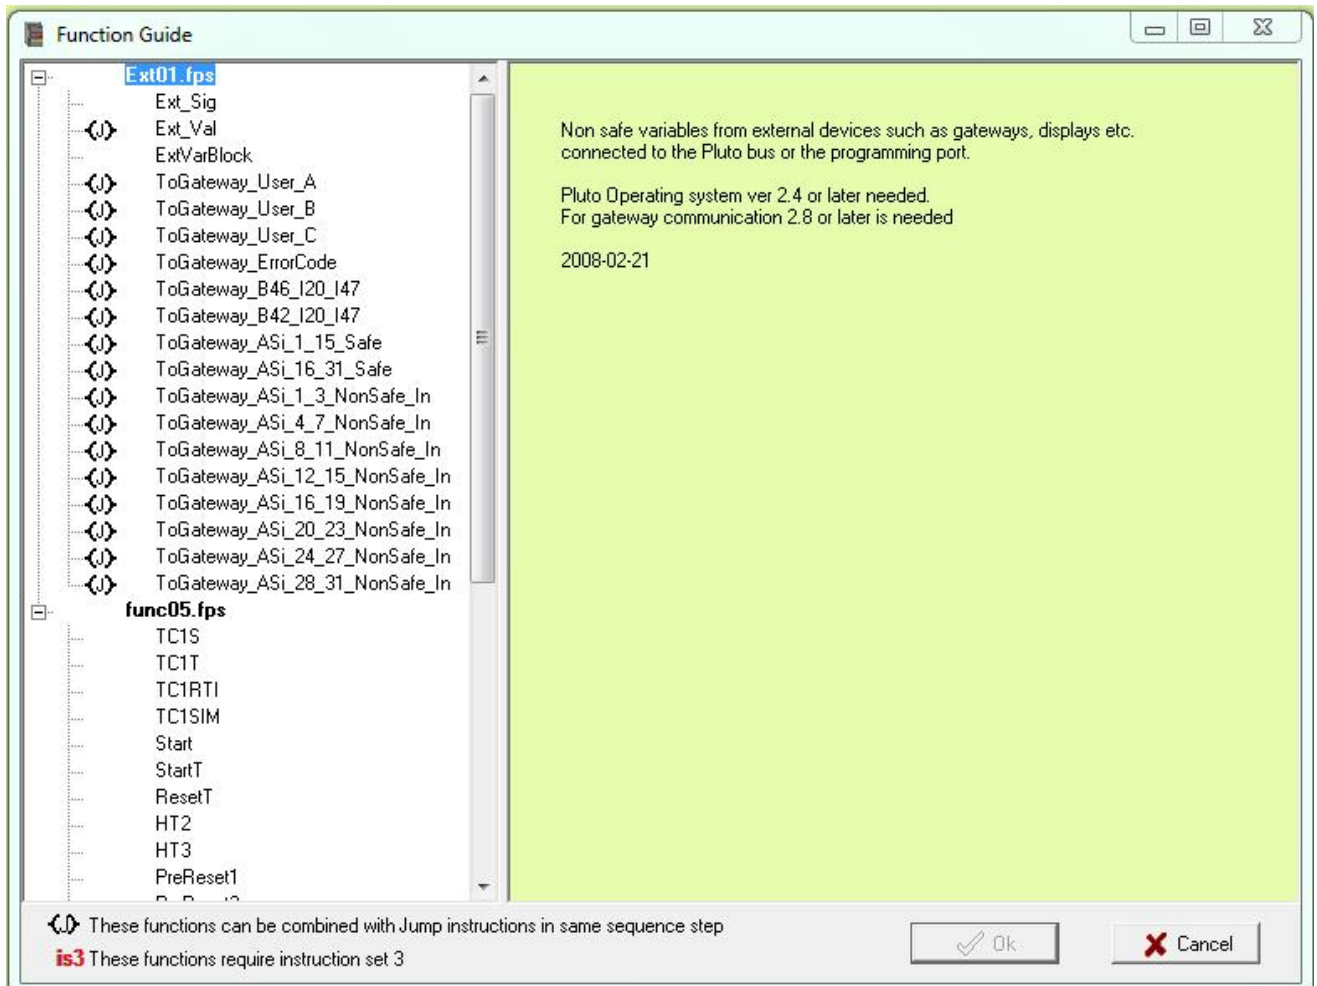 Function Guide
Ext01.fps
Ext_Sig
Ext_Val
ExtVarBlock
ToGateway_User_A
ToGateway_User_B
ToGateway_User_C
ToGateway_ErrorCode
ToGateway_B46_I20_I47
ToGateway_B42_I20_I47
ToGateway_ASi_1_15_Safe
ToGateway_ASi_16_31_Safe
ToGateway_ASi_1_3_NonSafe_In
ToGateway_ASi_4_7_NonSafe_In
ToGateway_ASi_8_11_NonSafe_In
ToGateway_ASi_12_15_NonSafe_In
ToGateway_ASi_16_19_NonSafe_In
ToGateway_ASi_20_23_NonSafe_In
ToGateway_ASi_24_27_NonSafe_In
ToGateway_ASi_28_31_NonSafe_In
func05.fps
TC1S
TC1T
TC1RTI
TC1SIM
Start
StartT
ResetT
HT2
HT3
PreReset1
Non safe variables from external devices such as gateways, displays etc.
connected to the Pluto bus or the programming port.
Pluto Operating system ver 2.4 or later needed.
For gateway communication 2.8 or later is needed
2008-02-21
These functions can be combined with Jump instructions in same sequence step
is3 These functions require instruction set 3
Ok
Cancel